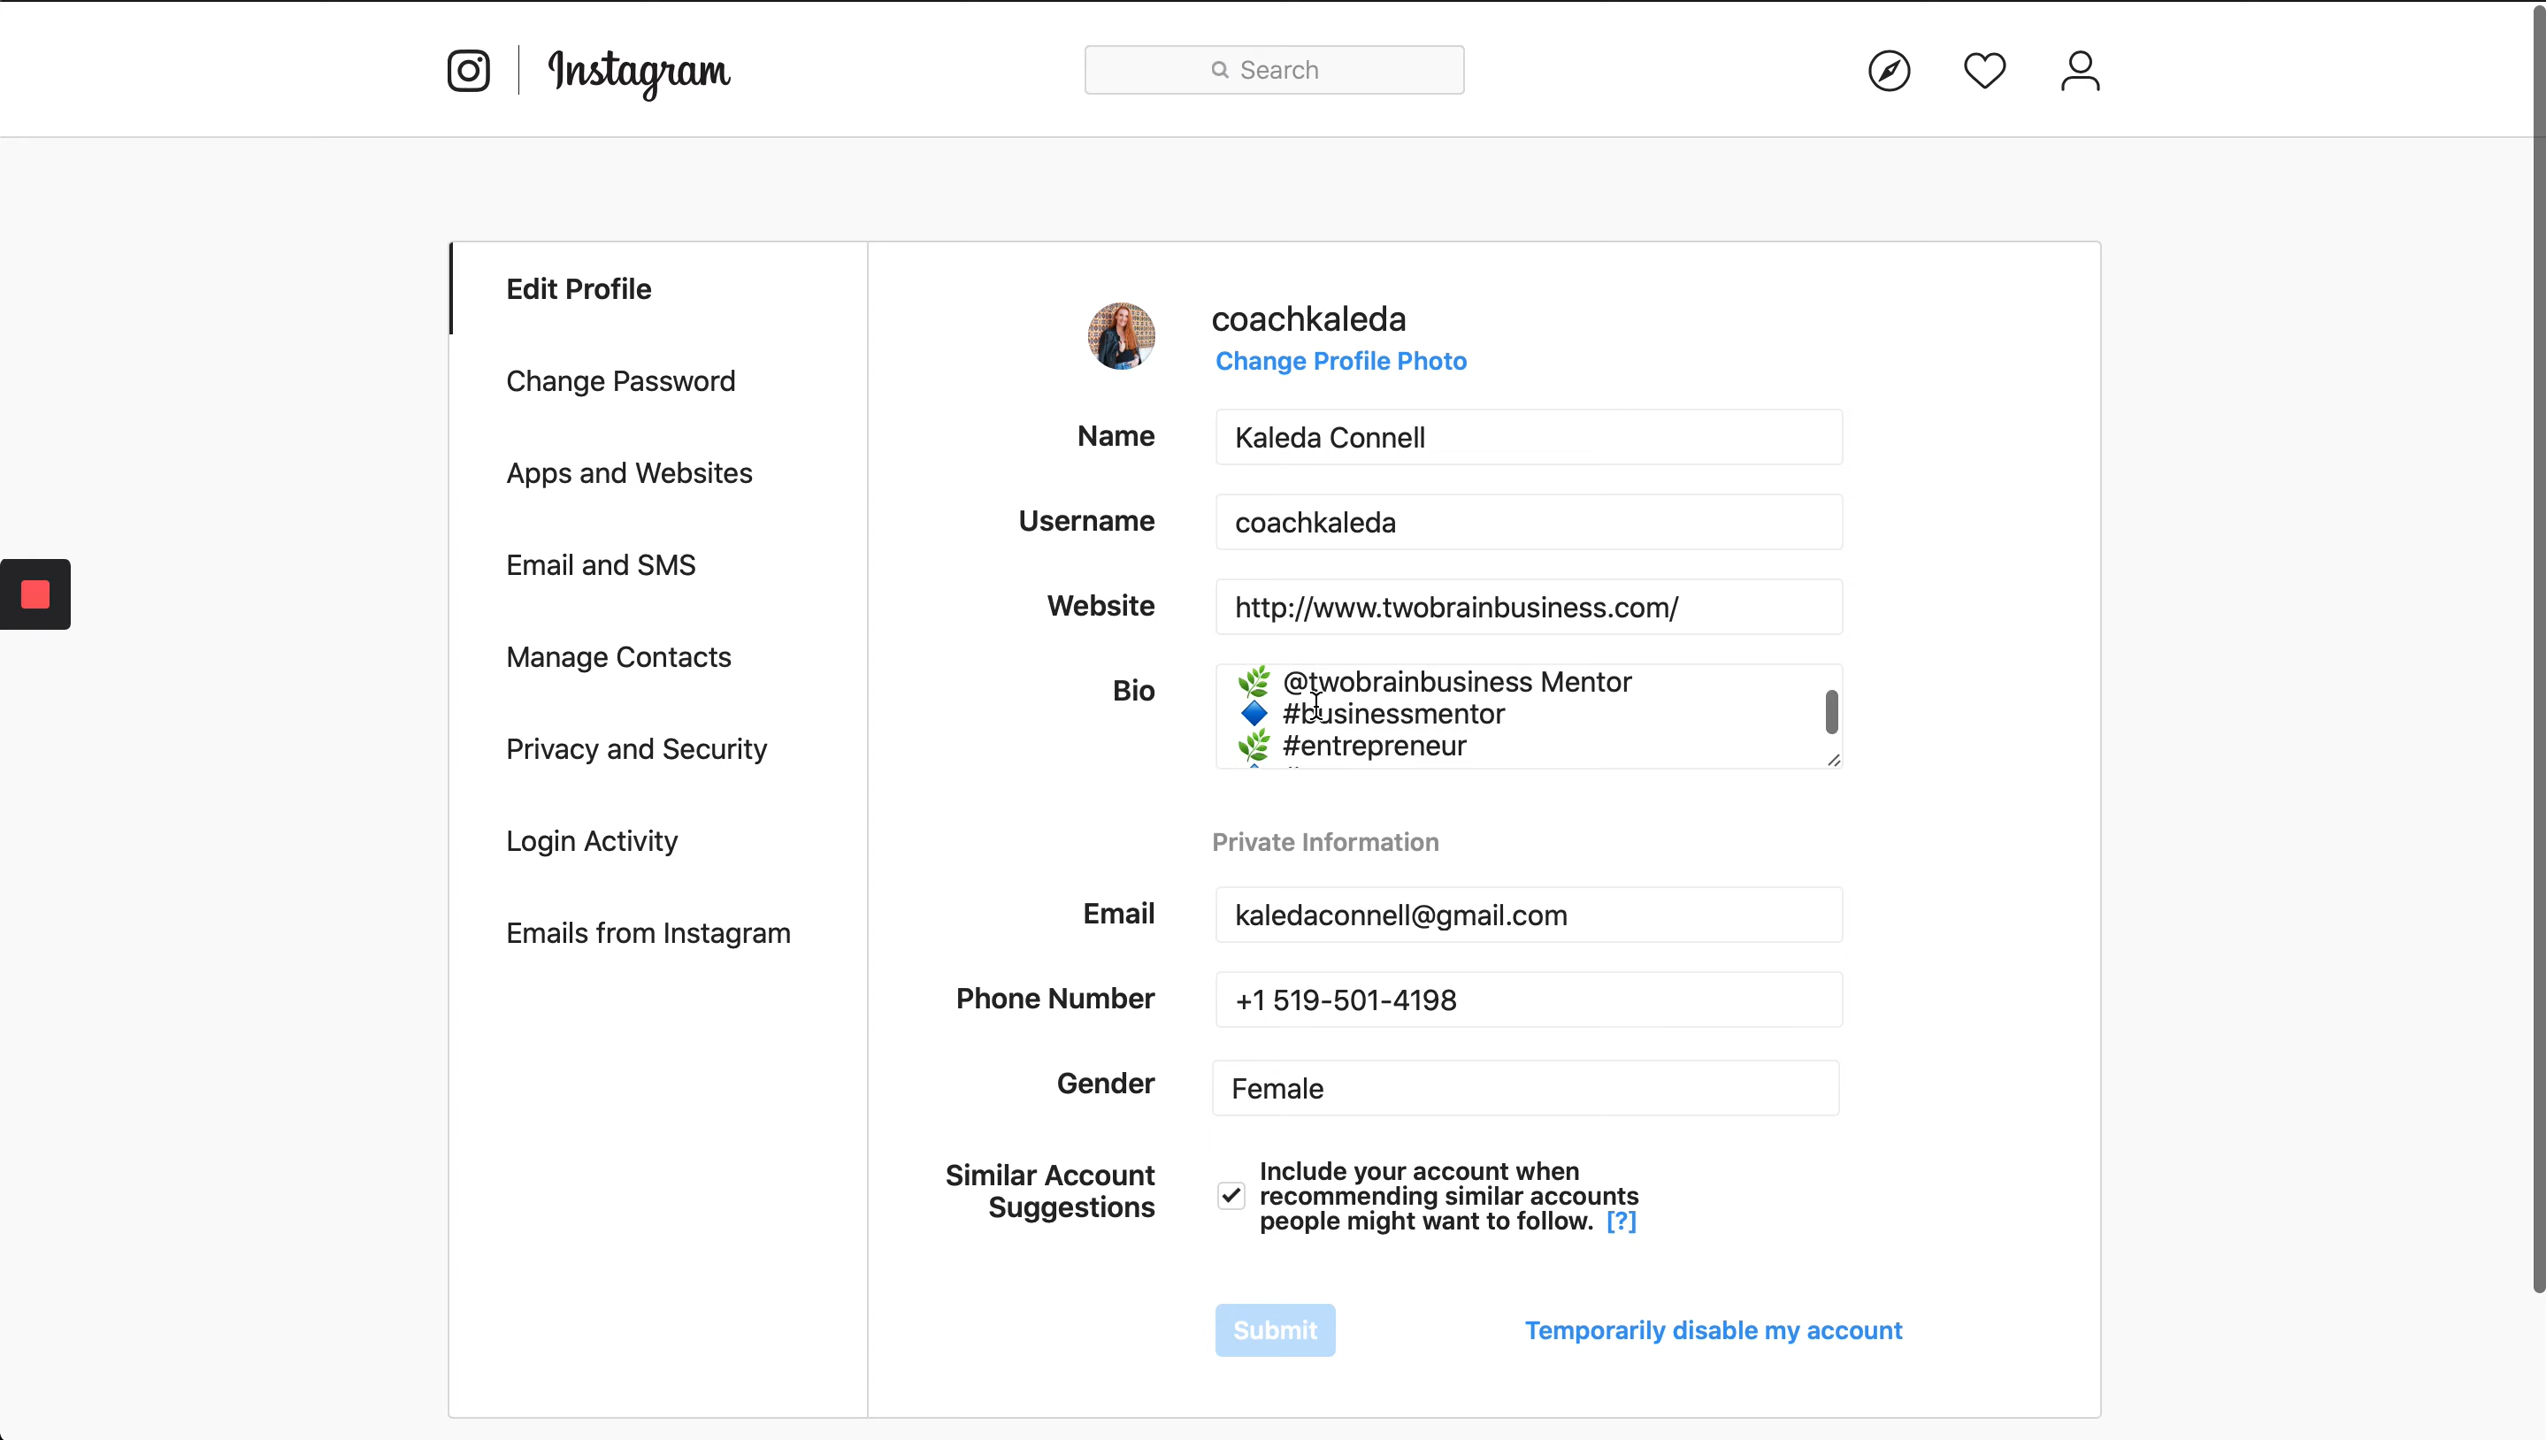 Instagram
Search
Edit Profile
Change Password
Apps and Websites
Email and SMS
Manage Contacts
Privacy and Security
Login Activity
Emails from Instagram
coachkaleda
Change Profile Photo
Name
Kaleda Connell
Username
coachkaleda
Website
http://www.twobrainbusiness.com/
Bio
🌿 @twobrainbusiness Mentor
🔷 #businessmentor
🌿 #entrepreneur
Private Information
Email
kaledaconnell@gmail.com
Phone Number
+1 519-501-4198
Gender
Female
Similar Account
Suggestions
Include your account when
recommending similar accounts
people might want to follow. [?]
Submit
Temporarily disable my account